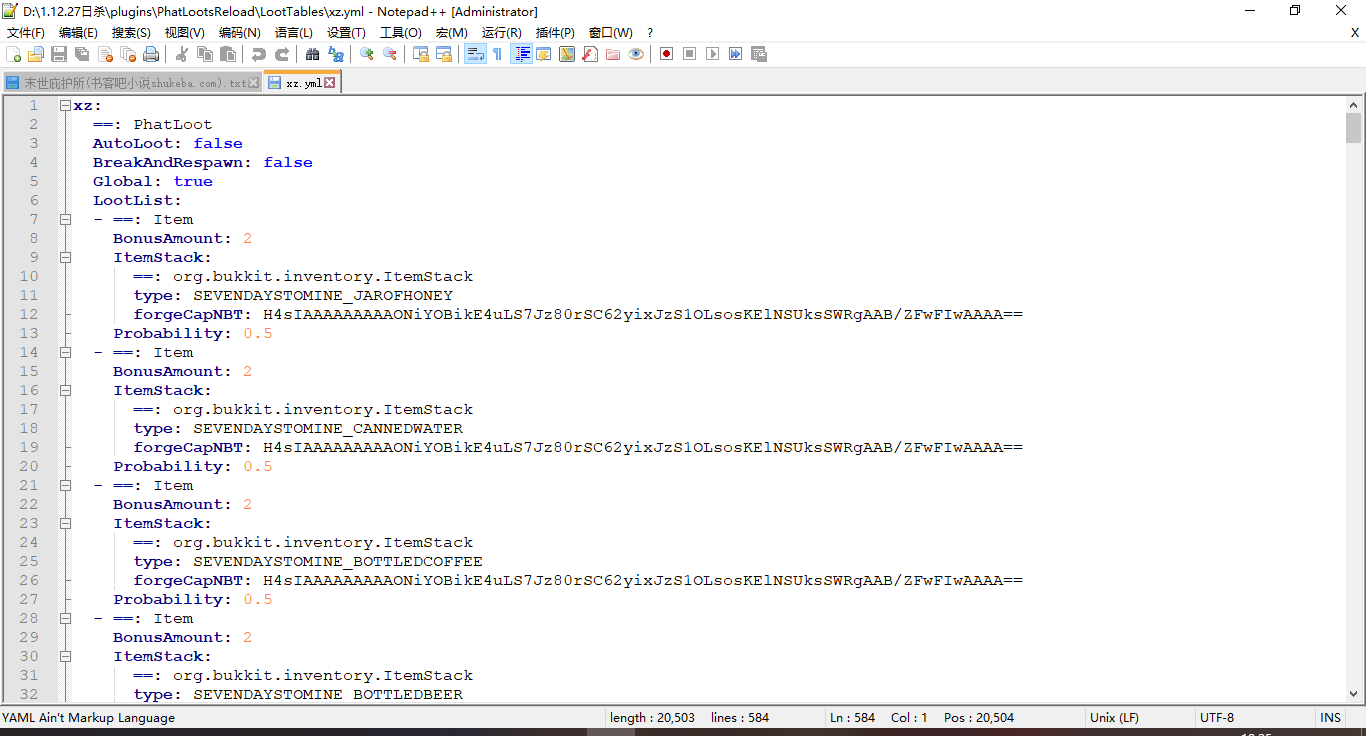 D:\1.12.27日杀\plugins\PhatLootsReload\LootTables\xz.yml - Notepad++ [Administrator]
文件(F) 编辑(E) 搜索(S) 视图(V) 编码(N) 语言(L) 设置(T) 工具(O) 宏(M) 运行(R) 插件(P) 窗口(W) ? X
末世庇护所(书客吧小说shukeba.com).txt xz.yml
1 xz:
2 ==: PhatLoot
3 AutoLoot: false
4 BreakAndRespawn: false
5 Global: true
6 LootList:
7 - ==: Item
8 BonusAmount: 2
9 ItemStack:
10 ==: org.bukkit.inventory.ItemStack
11 type: SEVENDAYSTOMINE_JAROFHONEY
12 forgeCapNBT: H4sIAAAAAAAAAONiYOBikE4uLS7Jz80rSC62yixJzS1OLsosKElNSUksSWRgAAB/ZFwFIwAAAA==
13 Probability: 0.5
14 - ==: Item
15 BonusAmount: 2
16 ItemStack:
17 ==: org.bukkit.inventory.ItemStack
18 type: SEVENDAYSTOMINE_CANNEDWATER
19 forgeCapNBT: H4sIAAAAAAAAAONiYOBikE4uLS7Jz80rSC62yixJzS1OLsosKElNSUksSWRgAAB/ZFwFIwAAAA==
20 Probability: 0.5
21 - ==: Item
22 BonusAmount: 2
23 ItemStack:
24 ==: org.bukkit.inventory.ItemStack
25 type: SEVENDAYSTOMINE_BOTTLEDCOFFEE
26 forgeCapNBT: H4sIAAAAAAAAAONiYOBikE4uLS7Jz80rSC62yixJzS1OLsosKElNSUksSWRgAAB/ZFwFIwAAAA==
27 Probability: 0.5
28 - ==: Item
29 BonusAmount: 2
30 ItemStack:
31 ==: org.bukkit.inventory.ItemStack
32 type: SEVENDAYSTOMINE_BOTTLEDBEER
YAML Ain't Markup Language length : 20,503 lines : 584 Ln : 584 Col : 1 Pos : 20,504 Unix (LF) UTF-8 INS